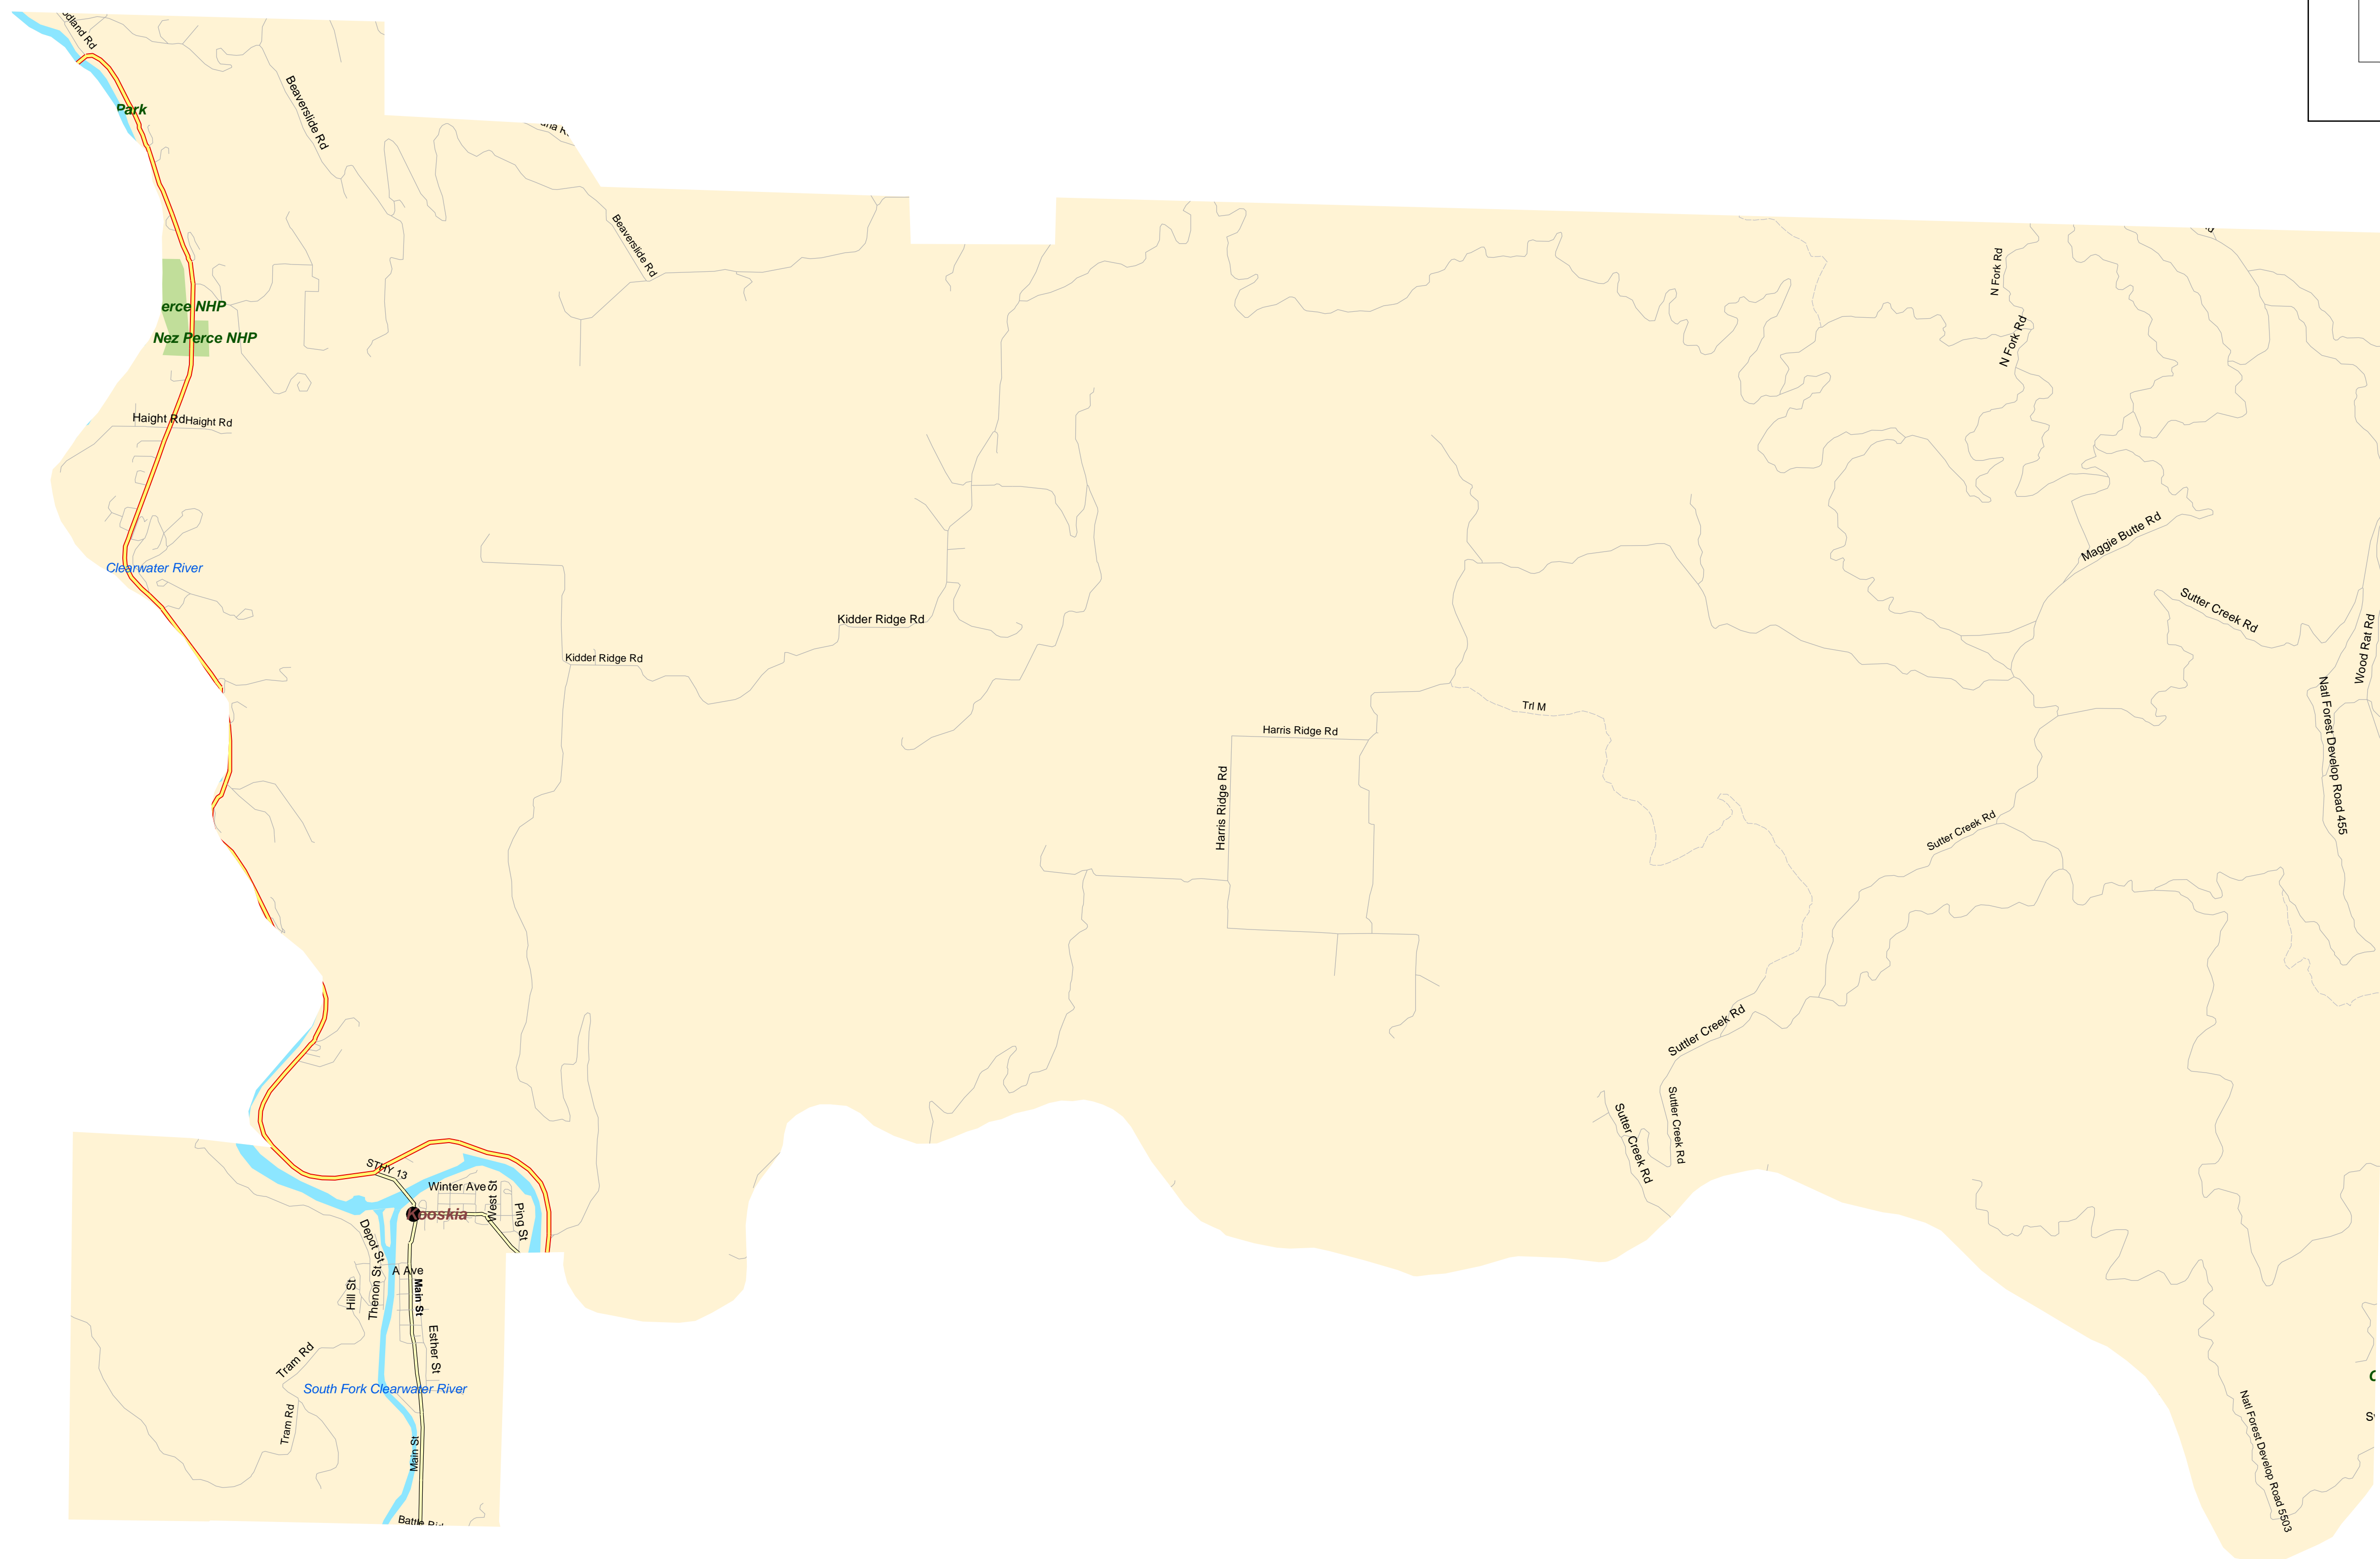 Beaverslide Rd
Park
Beaverslide Rd
N Fork Rd
erce NHP
Nez Perce NHP
N Fork Rd
Haight Rd
Haight Rd
Maggie Butte Rd
Clearwater River
Sutter Creek Rd
Kidder Ridge Rd
Wood Rat Rd
Kidder Ridge Rd
Trl M
Natl Forest Develop Road 455
Harris Ridge Rd
Harris Ridge Rd
Sutter Creek Rd
Suttler Creek Rd
Suttler Creek Rd
Sutter Creek Rd
STHY 13
Winter Ave
West St
Kooskia
Ping St
Depot St
A Ave
Hill St
Thenon St
Main St
Esther St
Tram Rd
South Fork Clearwater River
Tram Rd
Main St
Natl Forest Develop Road 5503